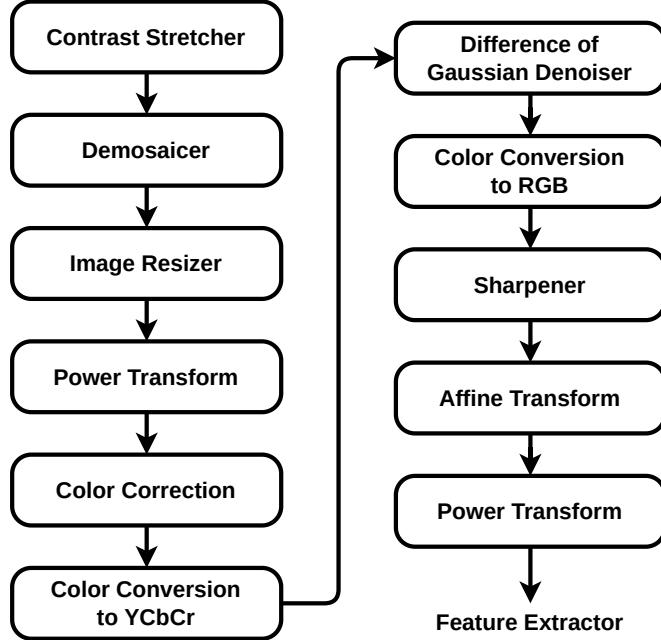 Contrast Stretcher
Demosaicer
Image Resizer
Power Transform
Color Correction
Color Conversion
to YCbCr
Difference of
Gaussian Denoiser
Color Conversion
to RGB
Sharpener
Affine Transform
Power Transform
Feature Extractor